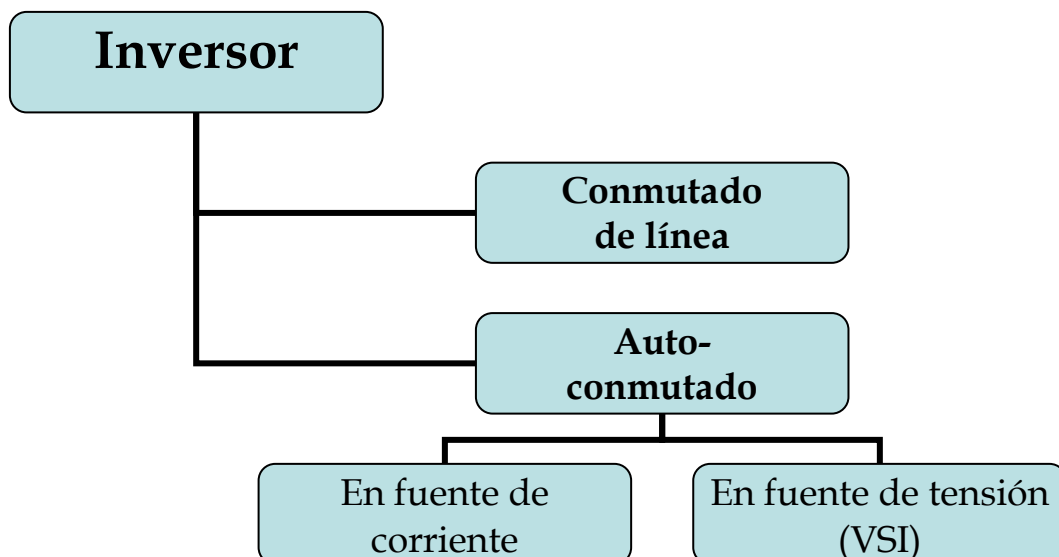 Inversor
Conmutado
de línea
Auto-
conmutado
En fuente de
corriente
En fuente de tensión
(VSI)